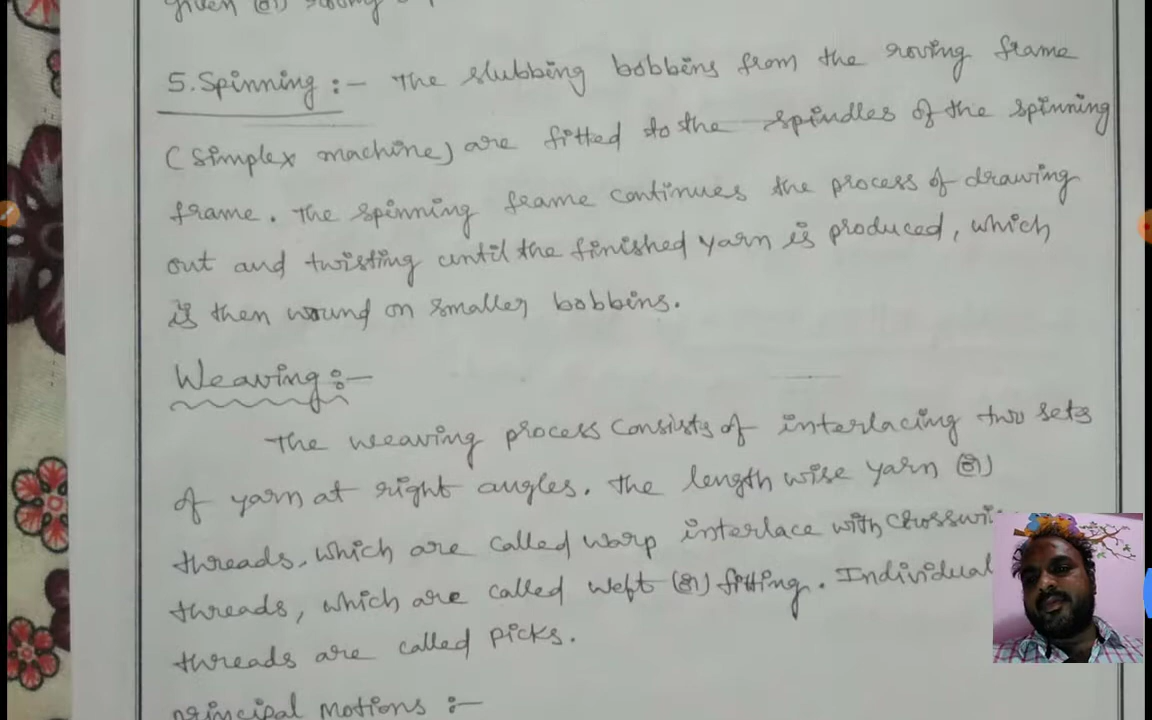 given (or) roving
5. Spinning :- The slubbing bobbins from the roving frame
(simplex machine) are fitted to the spindles of the spinning
frame. The spinning frame continues the process of drawing
out and twisting until the finished yarn is produced, which
is then wound on smaller bobbins.
Weaving :-
The weaving process consists of interlacing two sets
of yarn at right angles. The length wise yarn (or)
threads, which are called warp interlace with
threads, which are called weft (or) fitting. Individual
threads are called picks.
principal motions :-